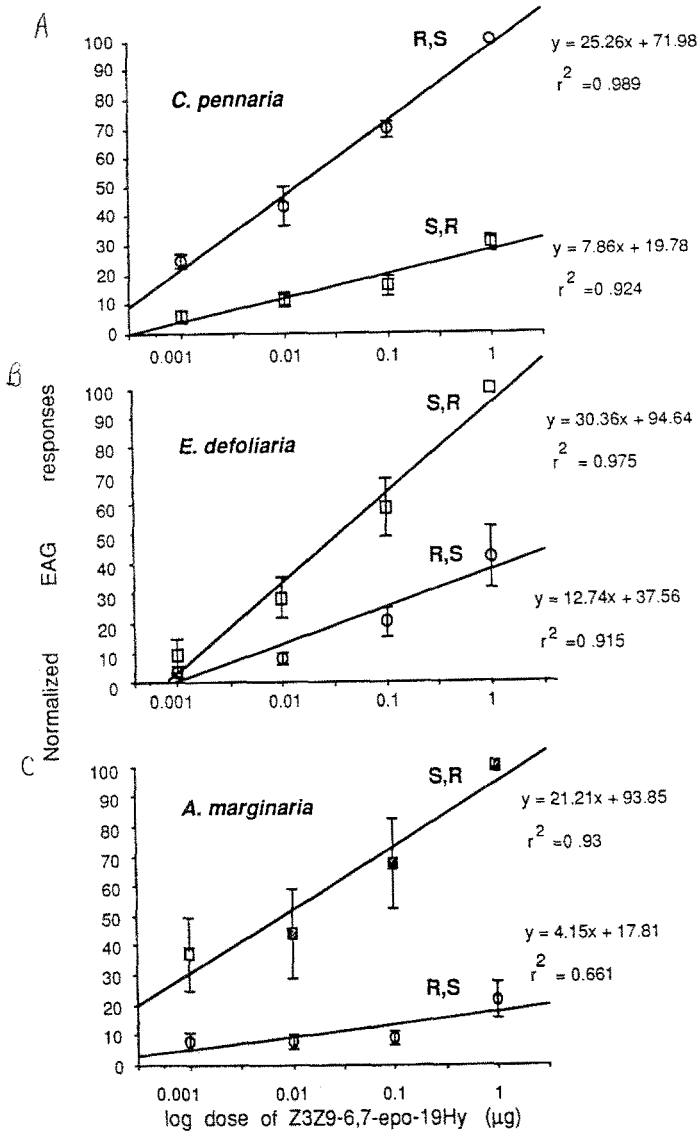 A
100
90
80
70
60
50
40
30
20
10
0
C. pennaria
R,S
y = 25.26x + 71.98
r2 =0 .989
S,R
y = 7.86x + 19.78
r2 =0.924
0.001 0.01 0.1 1
B
100
90
80
70
60
50
40
30
20
10
0
E. defoliaria
S,R
y = 30.36x + 94.64
r2 = 0.975
R,S
y = 12.74x + 37.56
r2 =0.915
0.001 0.01 0.1 1
Normalized EAG responses
C
100
90
80
70
60
50
40
30
20
10
0
A. marginaria
S,R
y = 21.21x + 93.85
r2 =0 .93
R,S
y = 4.15x + 17.81
r2 =0.661
0.001 0.01 0.1 1
log dose of Z3Z9-6,7-epo-19Hy (µg)